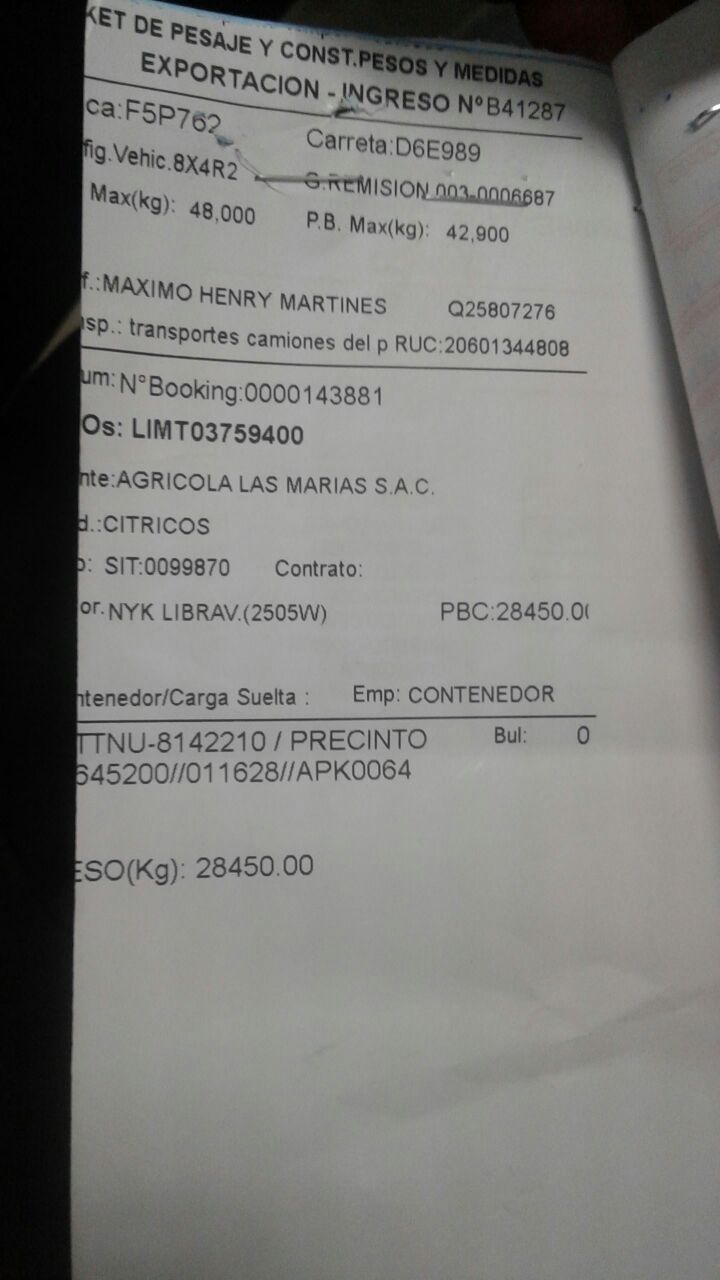 KET DE PESAJE Y CONST.PESOS Y MEDIDAS
EXPORTACION - INGRESO N° B41287
ca:F5P762 Carreta:D6E989
fig.Vehic.8X4R2 G.REMISION 003-0006687
Max(kg): 48,000 P.B. Max(kg): 42,900
f.:MAXIMO HENRY MARTINES Q25807276
nsp.: transportes camiones del p RUC:20601344808
um: N°Booking:0000143881
Os: LIMT03759400
nte:AGRICOLA LAS MARIAS S.A.C.
d.:CITRICOS
o: SIT:0099870 Contrato:
or. NYK LIBRAV.(2505W) PBC:28450.0(
ntenedor/Carga Suelta : Emp: CONTENEDOR
TTNU-8142210 / PRECINTO Bul: 0
645200//011628//APK0064
ESO(Kg): 28450.00